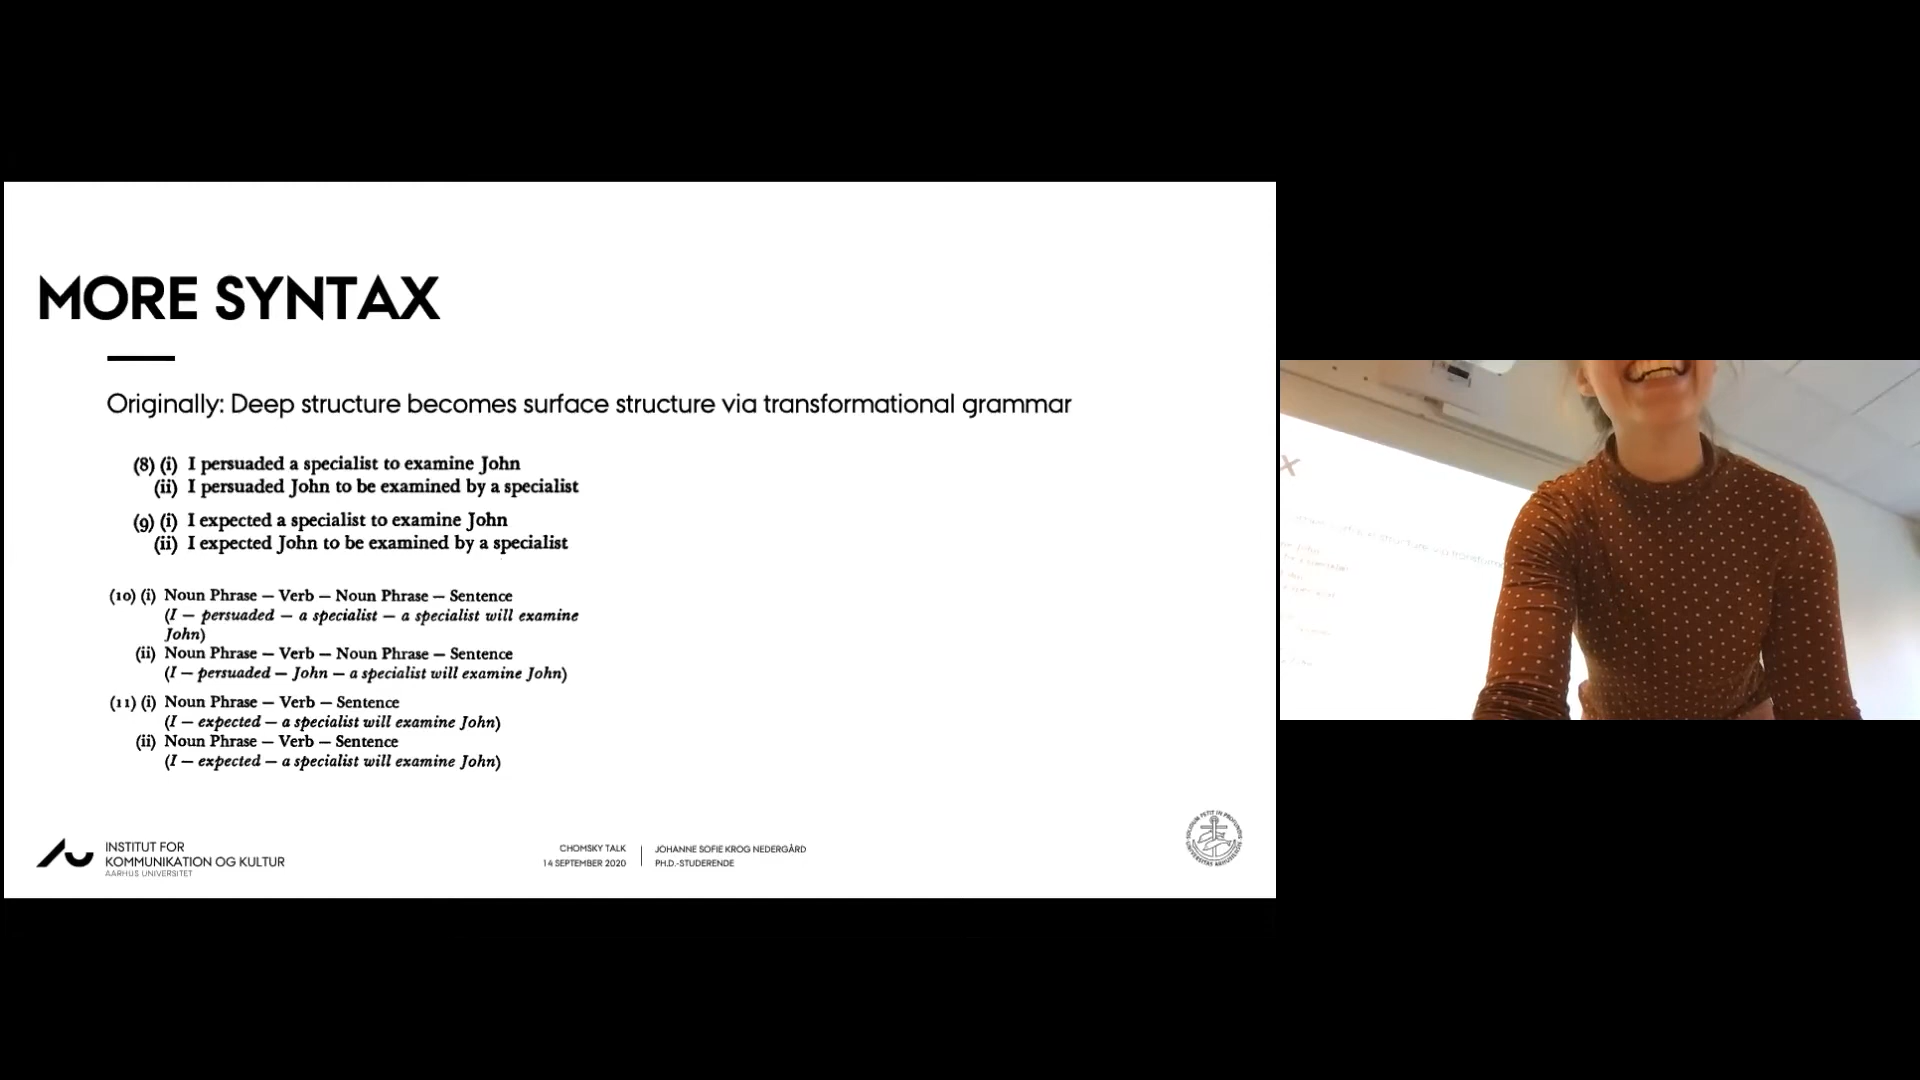 MORE SYNTAX
Originally: Deep structure becomes surface structure via transformational grammar
(8) (i) I persuaded a specialist to examine John
(ii) I persuaded John to be examined by a specialist
(9) (i) I expected a specialist to examine John
(ii) I expected John to be examined by a specialist
(10) (i) Noun Phrase — Verb — Noun Phrase — Sentence
(I — persuaded — a specialist — a specialist will examine
John)
(ii) Noun Phrase — Verb — Noun Phrase — Sentence
(I — persuaded — John — a specialist will examine John)
(11) (i) Noun Phrase — Verb — Sentence
(I — expected — a specialist will examine John)
(ii) Noun Phrase — Verb — Sentence
(I — expected — a specialist will examine John)
INSTITUT FOR
KOMMUNIKATION OG KULTUR
AARHUS UNIVERSITET
CHOMSKY TALK
14 SEPTEMBER 2020
JOHANNE SOFIE KROG NEDERGÅRD
PH.D.-STUDERENDE
X